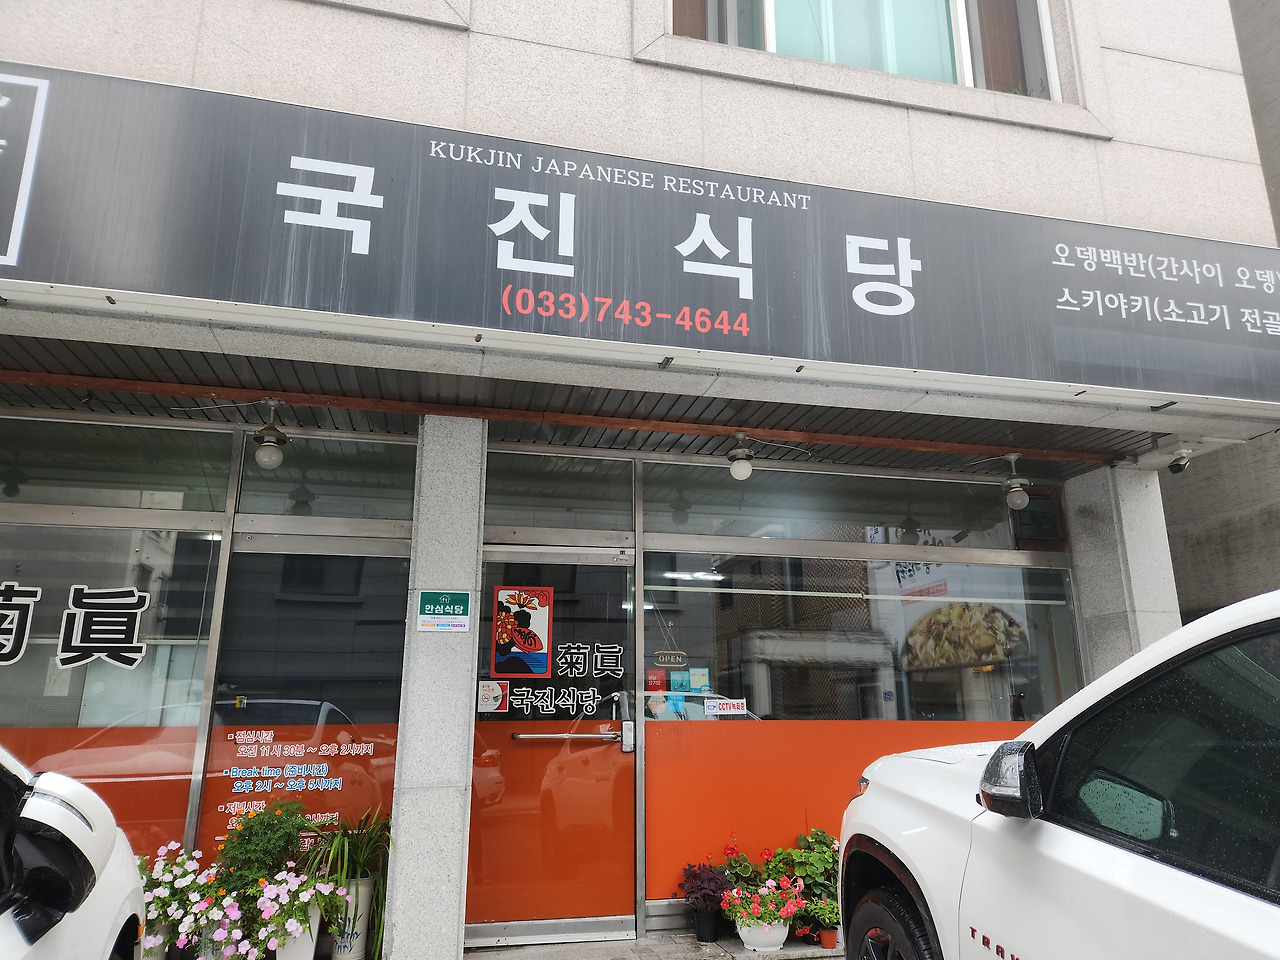 KUKJIN JAPANESE RESTAURANT
국진식당
(033)743-4644
오뎅백반(간사이 오뎅)
스키야키(소고기 전골
菊眞
안심식당
菊眞
국진식당
OPEN
CCTV녹화중
점심시간
오전 11시 30분 ~ 오후 2시까지
Break time (준비시간)
오후 2시 ~ 오후 5시까지
저녁시간
TRAV